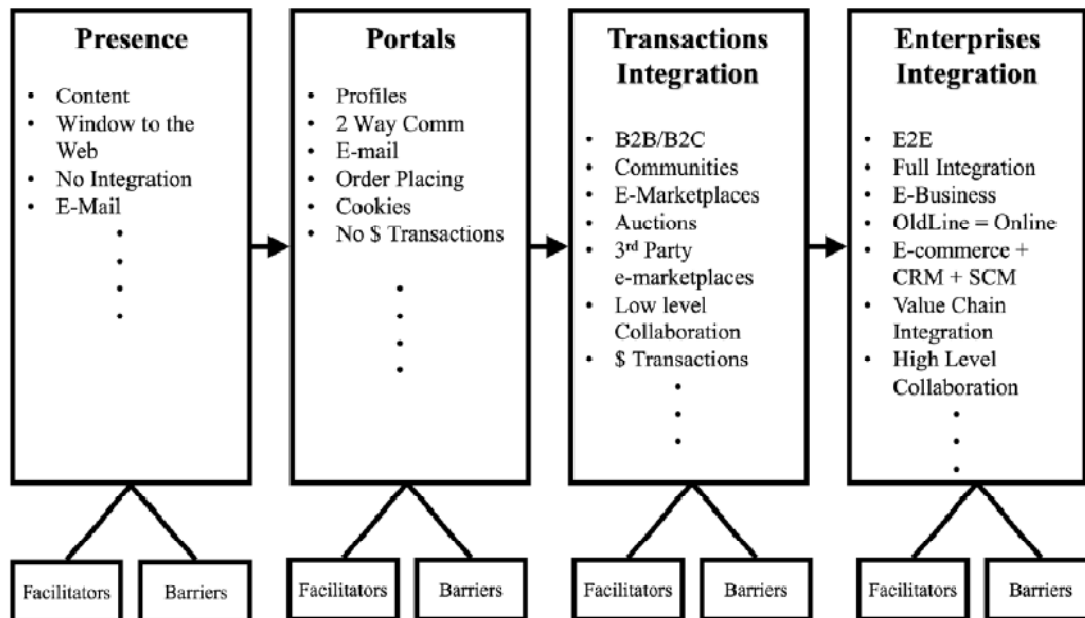 Presence
• Content
• Window to the
Web
• No Integration
• E-Mail
Portals
• Profiles
• 2 Way Comm
• E-mail
• Order Placing
• Cookies
• No $ Transactions
Transactions
Integration
• B2B/B2C
• Communities
• E-Marketplaces
• Auctions
• 3rd Party
e-marketplaces
• Low level
Collaboration
• $ Transactions
Enterprises
Integration
• E2E
• Full Integration
• E-Business
• OldLine = Online
• E-commerce +
CRM + SCM
• Value Chain
Integration
• High Level
Collaboration
Facilitators
Barriers
Facilitators
Barriers
Facilitators
Barriers
Facilitators
Barriers